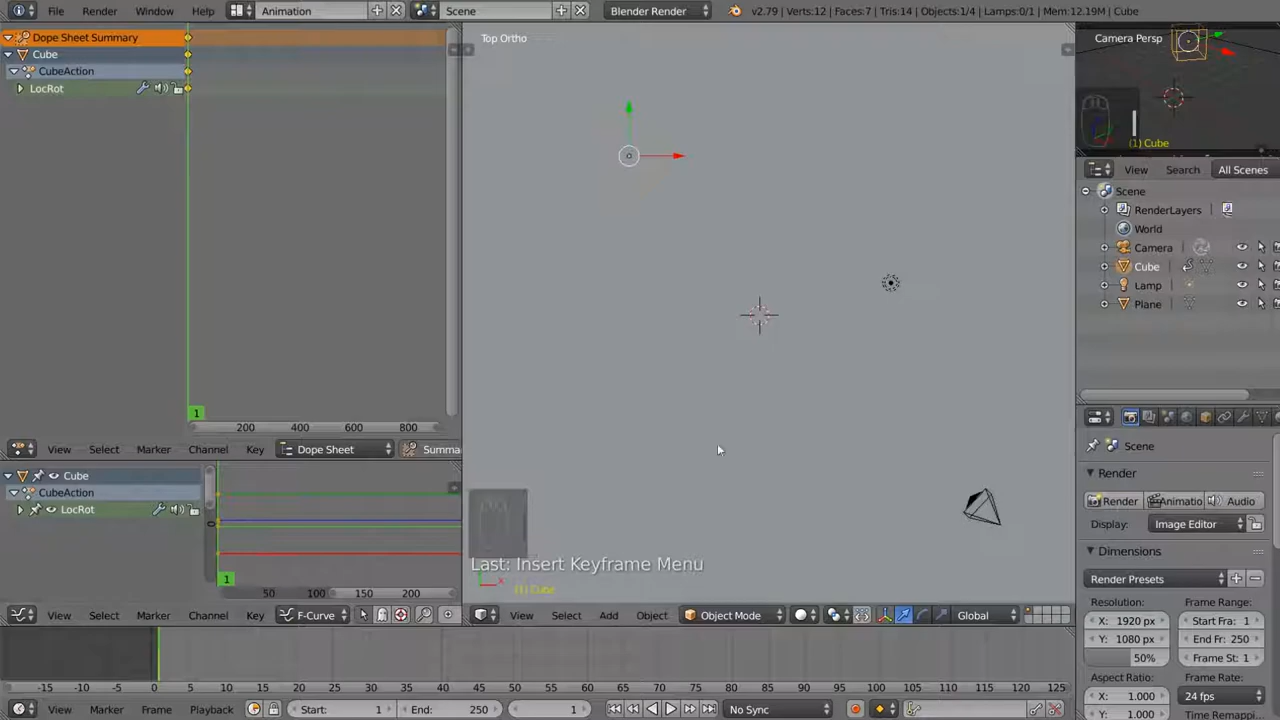 File Render Window Help Animation Scene Blender Render v2.79 | Verts:12 | Faces:7 | Tris:14 | Objects:1/4 | Lamps:0/1 | Mem:12.19M | Cube
Dope Sheet Summary
Cube
CubeAction
LocRot
1
200 400 600 800
View Select Marker Channel Key Dope Sheet Summa
Cube
CubeAction
LocRot
1
50 100 150 200
View Select Marker Channel Key F-Curve
Top Ortho
Last: Insert Keyframe Menu
(1) Cube
View Select Add Object Object Mode Global
Camera Persp
(1) Cube
View Search All Scenes
Scene
RenderLayers
World
Camera
Cube
Lamp
Plane
Scene
Render
Render Animatio Audio
Display: Image Editor
Dimensions
Render Presets
Resolution: Frame Range:
X: 1920 px Start Fra: 1
Y: 1080 px End Fr: 250
50% Frame St: 1
Aspect Ratio: Frame Rate:
X: 1.000 24 fps
Y: 1.000 Time Remappi
-15 -10 -5 0 5 10 15 20 25 30 35 40 45 50 55 60 65 70 75 80 85 90 95 100 105 110 115 120 125
View Marker Frame Playback Start: 1 End: 250 1 No Sync